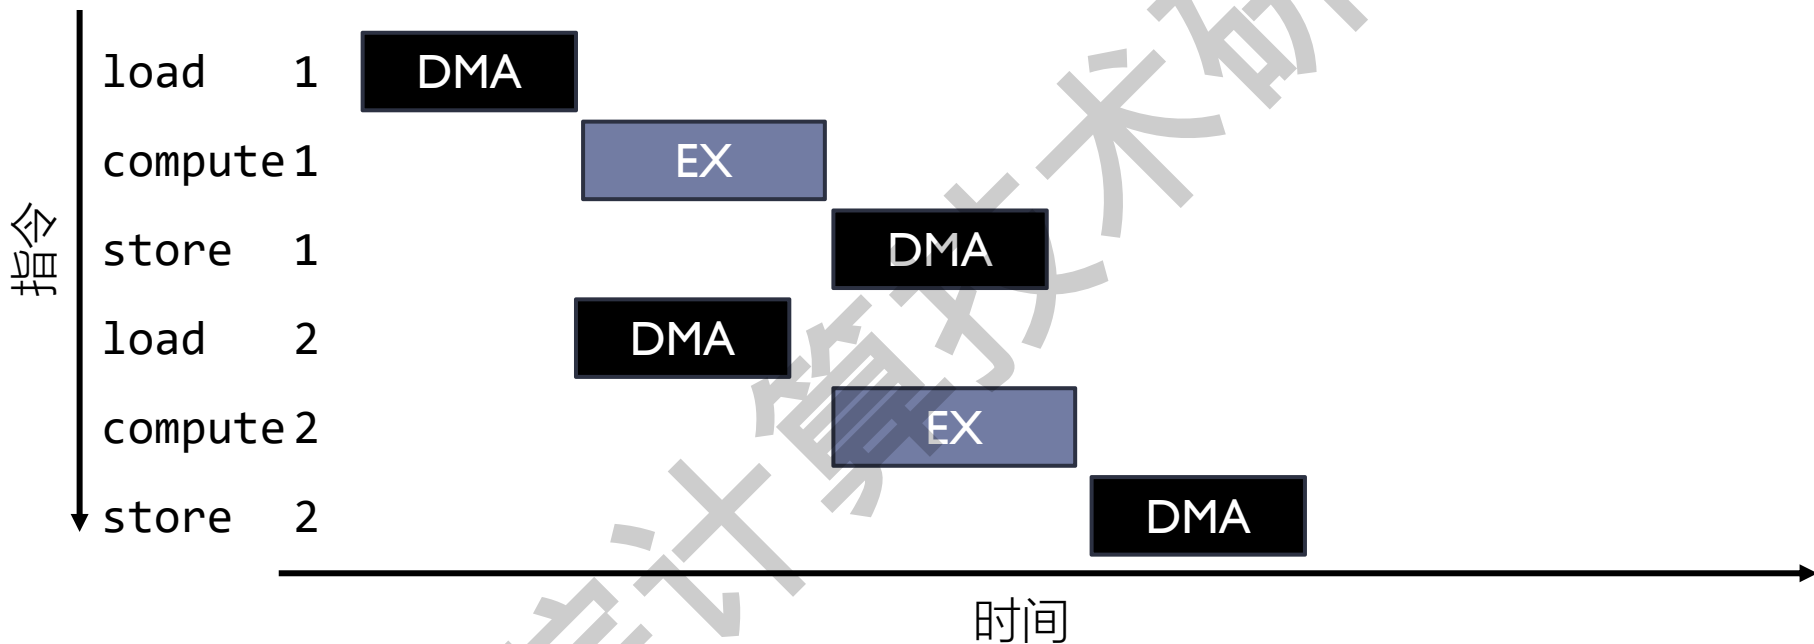 load 1 DMA
compute 1 EX
store 1 DMA
load 2 DMA
compute 2 EX
store 2 DMA
指令
时间
计算技术研